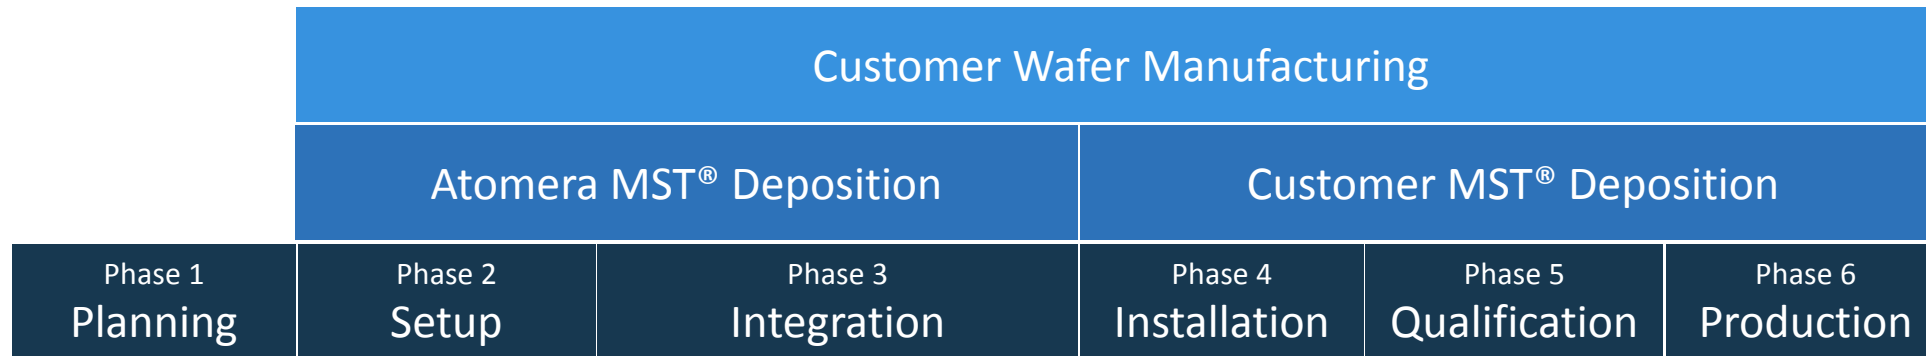 Customer Wafer Manufacturing
Atomera MST® Deposition
Customer MST® Deposition
Phase 1
Planning
Phase 2
Setup
Phase 3
Integration
Phase 4
Installation
Phase 5
Qualification
Phase 6
Production